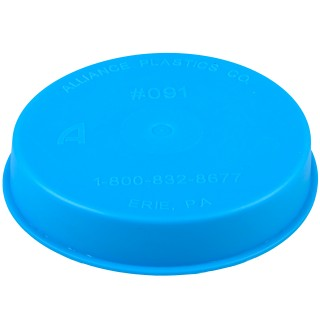 ALLIANCE PLASTICS CO.
#091
A
1-800-832-8677
ERIE, PA